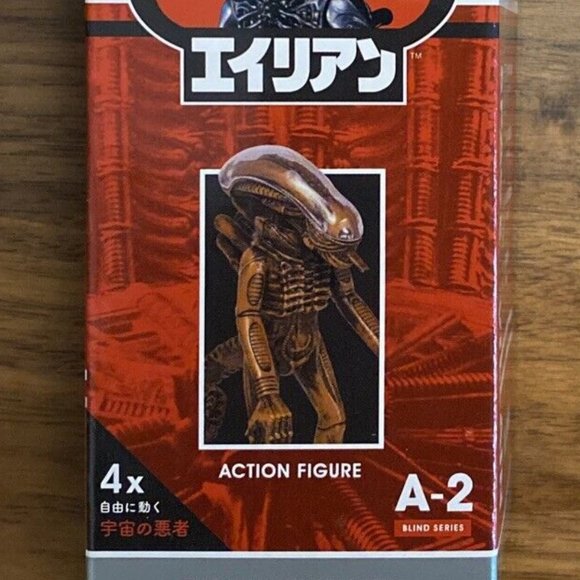 エイリアン™
ACTION FIGURE
4x
自由に動く
宇宙の悪者
A-2
BLIND SERIES